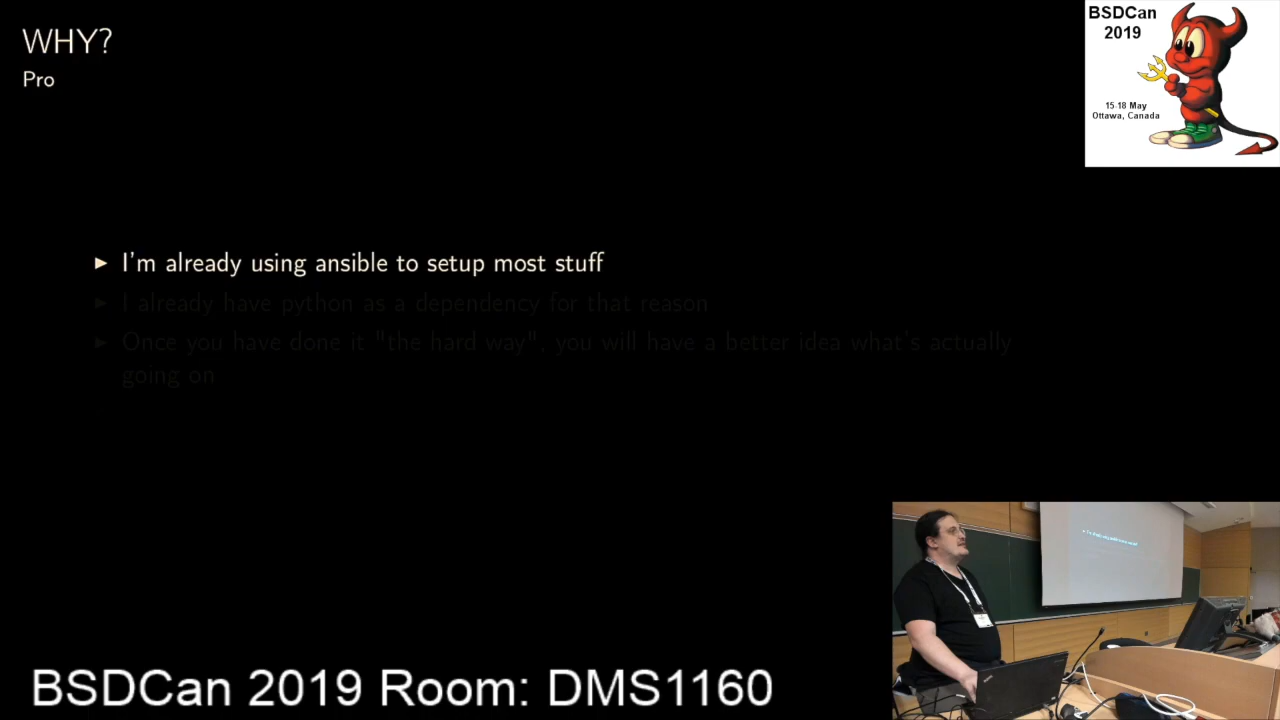 WHY?
Pro
BSDCan
2019
15-18 May
Ottawa, Canada
► I'm already using ansible to setup most stuff
► I already have python as a dependency for that reason
► Once you have done it "the hard way", you will have a better idea what's actually
going on
BSDCan 2019 Room: DMS1160